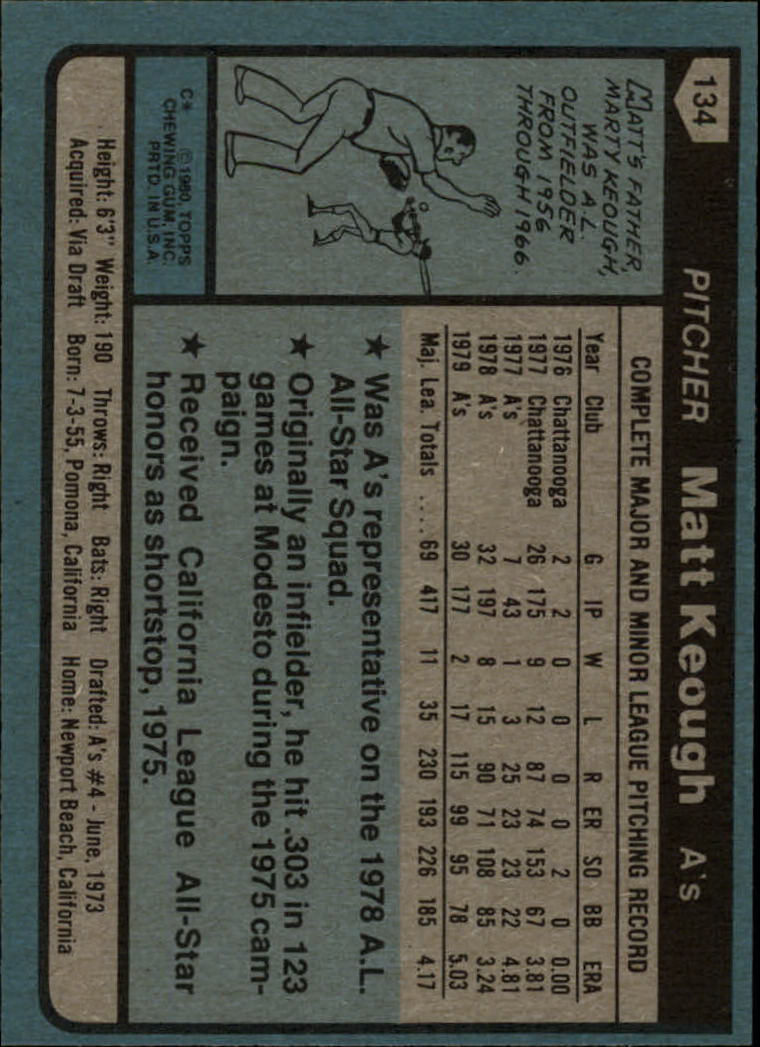 134
PITCHER Matt Keough A's
MATT'S FATHER,
MARTY KEOUGH,
WAS A.L.
OUTFIELDER
FROM 1956
THROUGH 1966.
C* © 1980, TOPPS
CHEWING GUM, INC.
PRTD. IN U.S.A.
COMPLETE MAJOR AND MINOR LEAGUE PITCHING RECORD
Year Club G IP W L R ER SO BB ERA
1976 Chattanooga 2 2 0 0 0 0 2 0 0.00
1977 Chattanooga 26 175 9 12 87 74 153 67 3.81
1977 A's 7 43 1 3 25 23 23 22 4.81
1978 A's 32 197 8 15 90 71 108 85 3.24
1979 A's 30 177 2 17 115 99 95 78 5.03
Maj. Lea. Totals .... 69 417 11 35 230 193 226 185 4.17
★ Was A's representative on the 1978 A.L.
All-Star Squad.
★ Originally an infielder, he hit .303 in 123
games at Modesto during the 1975 cam-
paign.
★ Received California League All-Star
honors as shortstop, 1975.
Height: 6'3" Weight: 190 Throws: Right Bats: Right Drafted: A's #4 - June, 1973
Acquired: Via Draft Born: 7-3-55, Pomona, California Home: Newport Beach, California